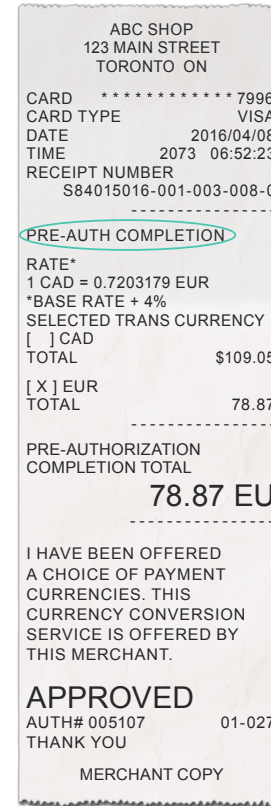 ABC SHOP
123 MAIN STREET
TORONTO ON
CARD ************7996
CARD TYPE VISA
DATE 2016/04/08
TIME 2073 06:52:23
RECEIPT NUMBER
S84015016-001-003-008-0
- - - - - - - - - - - - - - -
PRE-AUTH COMPLETION
RATE*
1 CAD = 0.7203179 EUR
*BASE RATE + 4%
SELECTED TRANS CURRENCY
[ ] CAD
TOTAL $109.05
[ X ] EUR
TOTAL 78.87
- - - - - - - - - - - - - - -
PRE-AUTHORIZATION
COMPLETION TOTAL
78.87 EU
- - - - - - - - - - - - - - -
I HAVE BEEN OFFERED
A CHOICE OF PAYMENT
CURRENCIES. THIS
CURRENCY CONVERSION
SERVICE IS OFFERED BY
THIS MERCHANT.
APPROVED
AUTH# 005107 01-027
THANK YOU
MERCHANT COPY